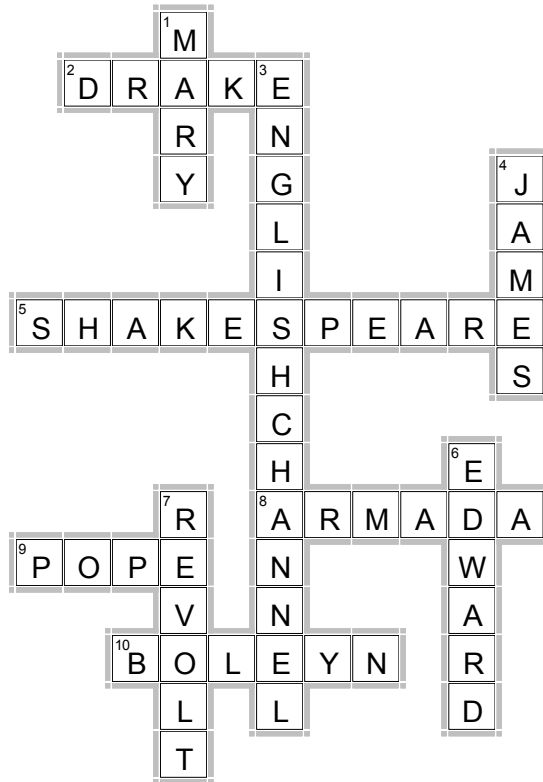 1 M
2 D R A K 3 E
R N
Y G 4 J
L A
I M
5 S H A K E S P E A R E
H S
C
H 6 E
7 R 8 A R M A D A
9 P O P E N W
V N A
10 B O L E Y N R
L L D
T